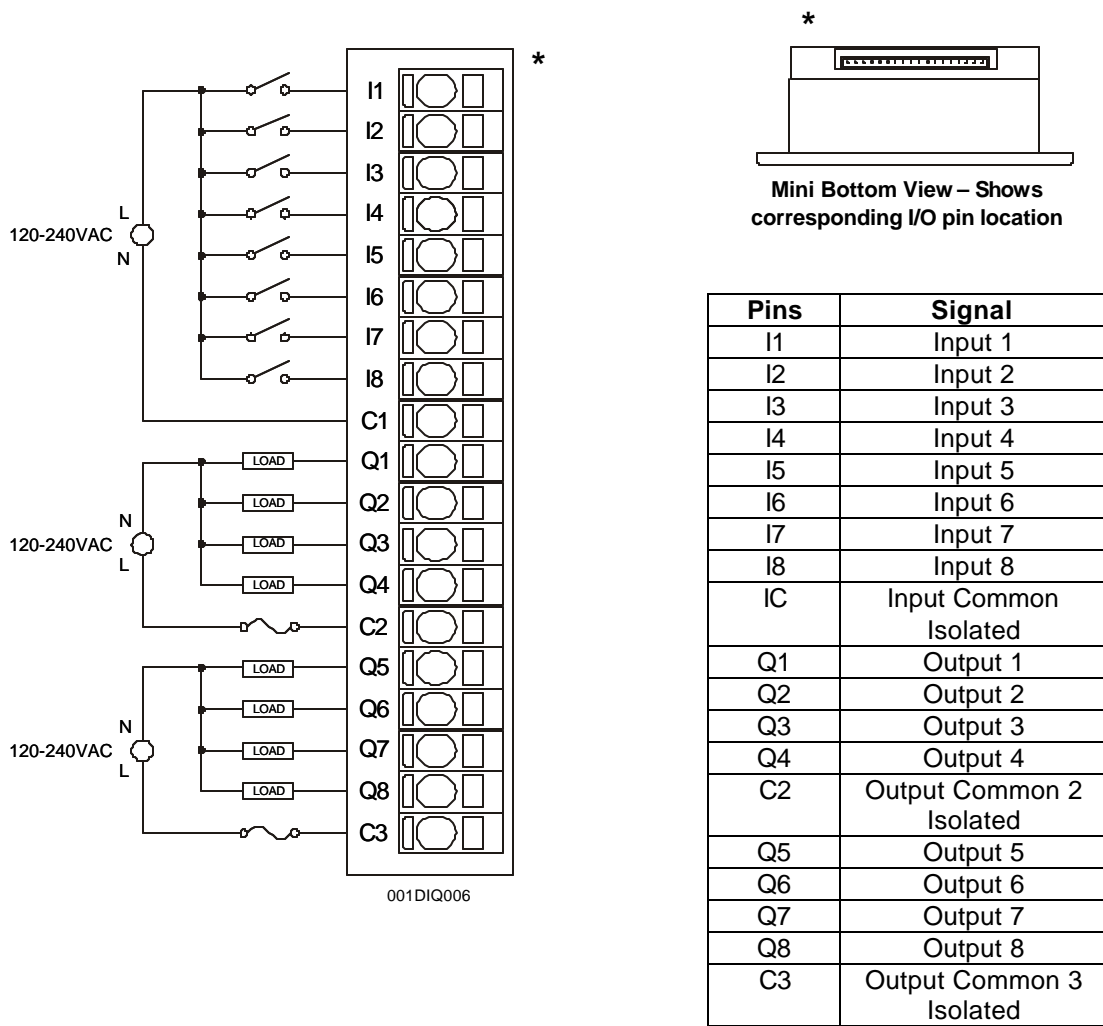 *
I1
I2
I3
L
I4
120-240VAC
N
I5
I6
I7
I8
C1
LOAD Q1
LOAD Q2
N
120-240VAC LOAD Q3
L
LOAD Q4
C2
LOAD Q5
LOAD Q6
N
120-240VAC LOAD Q7
L
LOAD Q8
C3
001DIQ006
*
Mini Bottom View – Shows
corresponding I/O pin location
Pins Signal
I1 Input 1
I2 Input 2
I3 Input 3
I4 Input 4
I5 Input 5
I6 Input 6
I7 Input 7
I8 Input 8
IC Input Common
Isolated
Q1 Output 1
Q2 Output 2
Q3 Output 3
Q4 Output 4
C2 Output Common 2
Isolated
Q5 Output 5
Q6 Output 6
Q7 Output 7
Q8 Output 8
C3 Output Common 3
Isolated